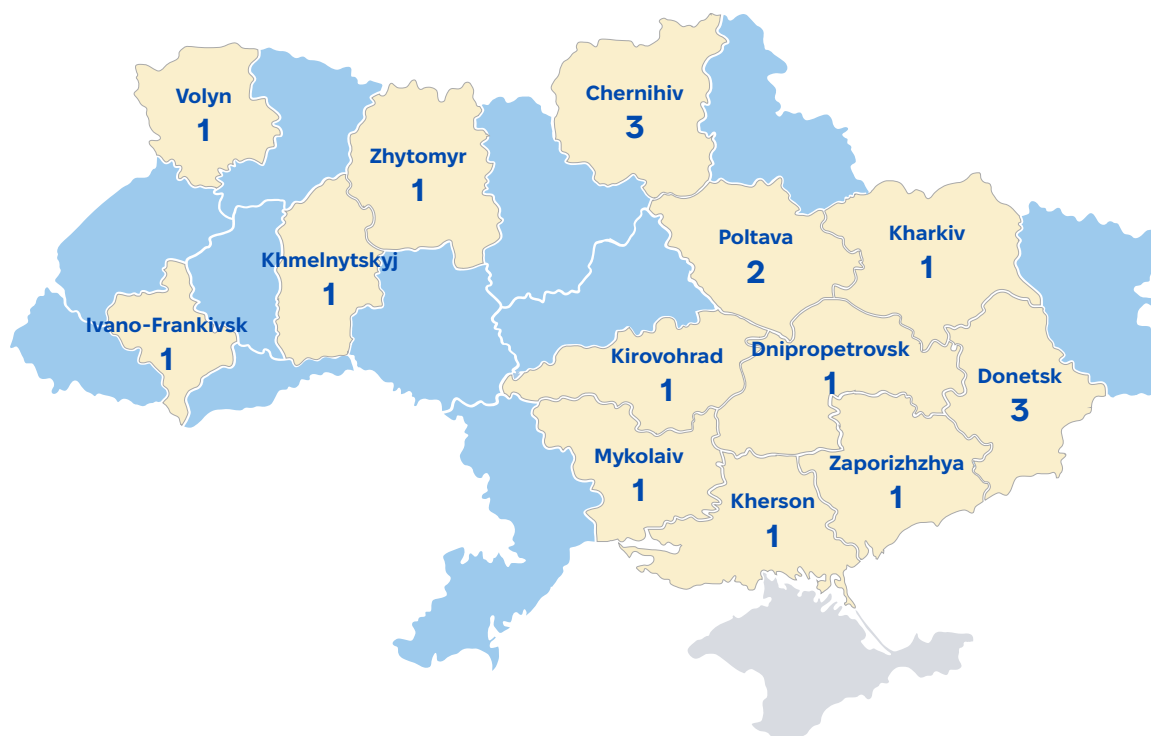 Volyn
1
Chernihiv
3
Zhytomyr
1
Poltava
2
Kharkiv
1
Khmelnytskyj
1
Ivano-Frankivsk
1
Kirovohrad
1
Dnipropetrovsk
1
Donetsk
3
Mykolaiv
1
Zaporizhzhya
1
Kherson
1